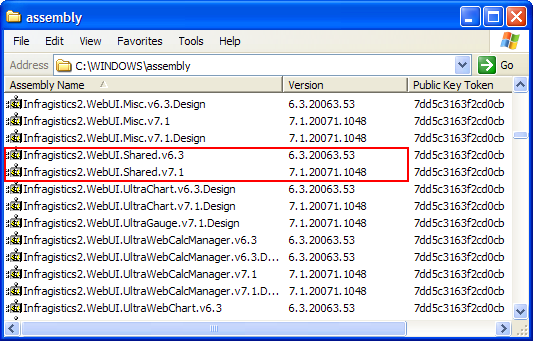 assembly
File Edit View Favorites Tools Help
Address C:\WINDOWS\assembly Go
Assembly Name Version Public Key Token
Infragistics2.WebUI.Misc.v6.3.Design 6.3.20063.53 7dd5c3163f2cd0cb
Infragistics2.WebUI.Misc.v7.1 7.1.20071.1048 7dd5c3163f2cd0cb
Infragistics2.WebUI.Misc.v7.1.Design 7.1.20071.1048 7dd5c3163f2cd0cb
Infragistics2.WebUI.Shared.v6.3 6.3.20063.53 7dd5c3163f2cd0cb
Infragistics2.WebUI.Shared.v7.1 7.1.20071.1048 7dd5c3163f2cd0cb
Infragistics2.WebUI.UltraChart.v6.3.Design 6.3.20063.53 7dd5c3163f2cd0cb
Infragistics2.WebUI.UltraChart.v7.1.Design 7.1.20071.1048 7dd5c3163f2cd0cb
Infragistics2.WebUI.UltraGauge.v7.1.Design 7.1.20071.1048 7dd5c3163f2cd0cb
Infragistics2.WebUI.UltraWebCalcManager.v6.3 6.3.20063.53 7dd5c3163f2cd0cb
Infragistics2.WebUI.UltraWebCalcManager.v6.3.D... 6.3.20063.53 7dd5c3163f2cd0cb
Infragistics2.WebUI.UltraWebCalcManager.v7.1 7.1.20071.1048 7dd5c3163f2cd0cb
Infragistics2.WebUI.UltraWebCalcManager.v7.1.D... 7.1.20071.1048 7dd5c3163f2cd0cb
Infragistics2.WebUI.UltraWebChart.v6.3 6.3.20063.53 7dd5c3163f2cd0cb